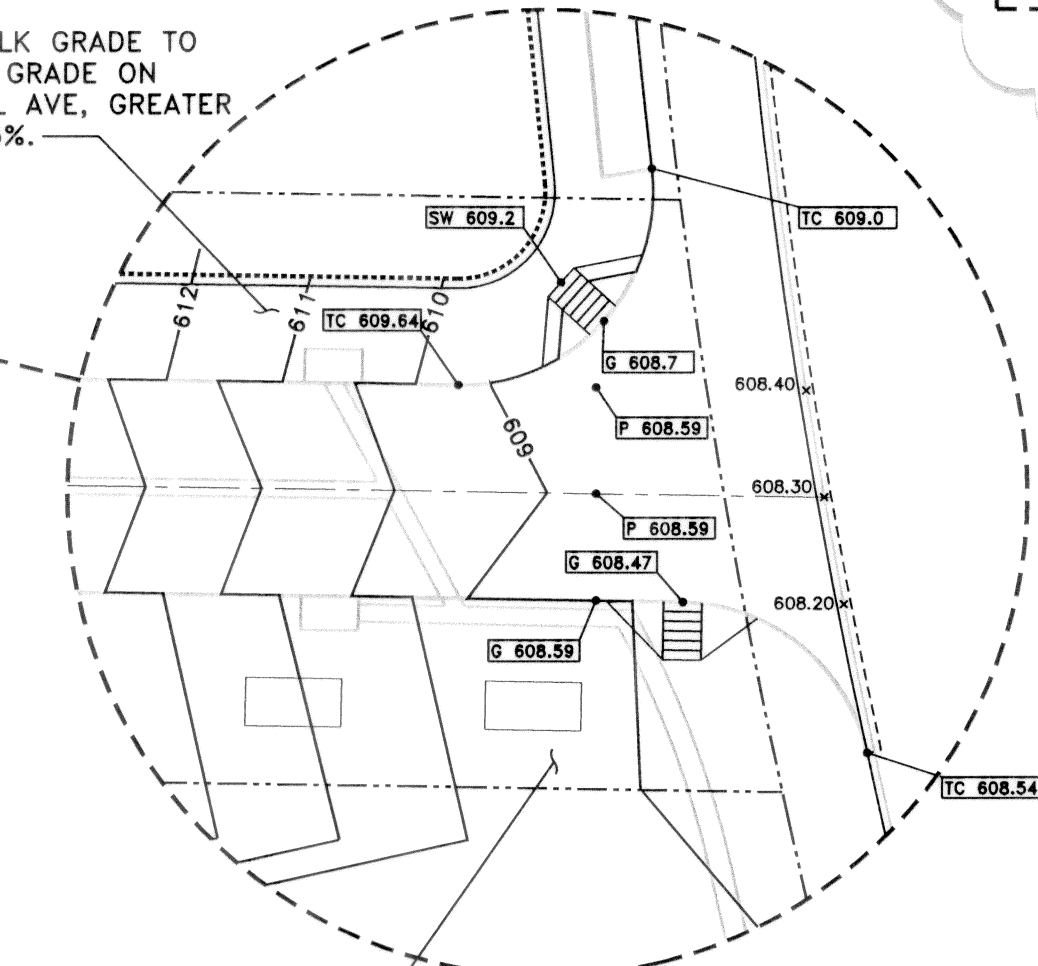 LK GRADE TO
GRADE ON
AVE, GREATER
%.
SW 609.2
TC 609.0
612
611
610
TC 609.64
G 608.7
608.40
609
P 608.59
608.30
P 608.59
G 608.47
608.20
G 608.59
TC 608.54